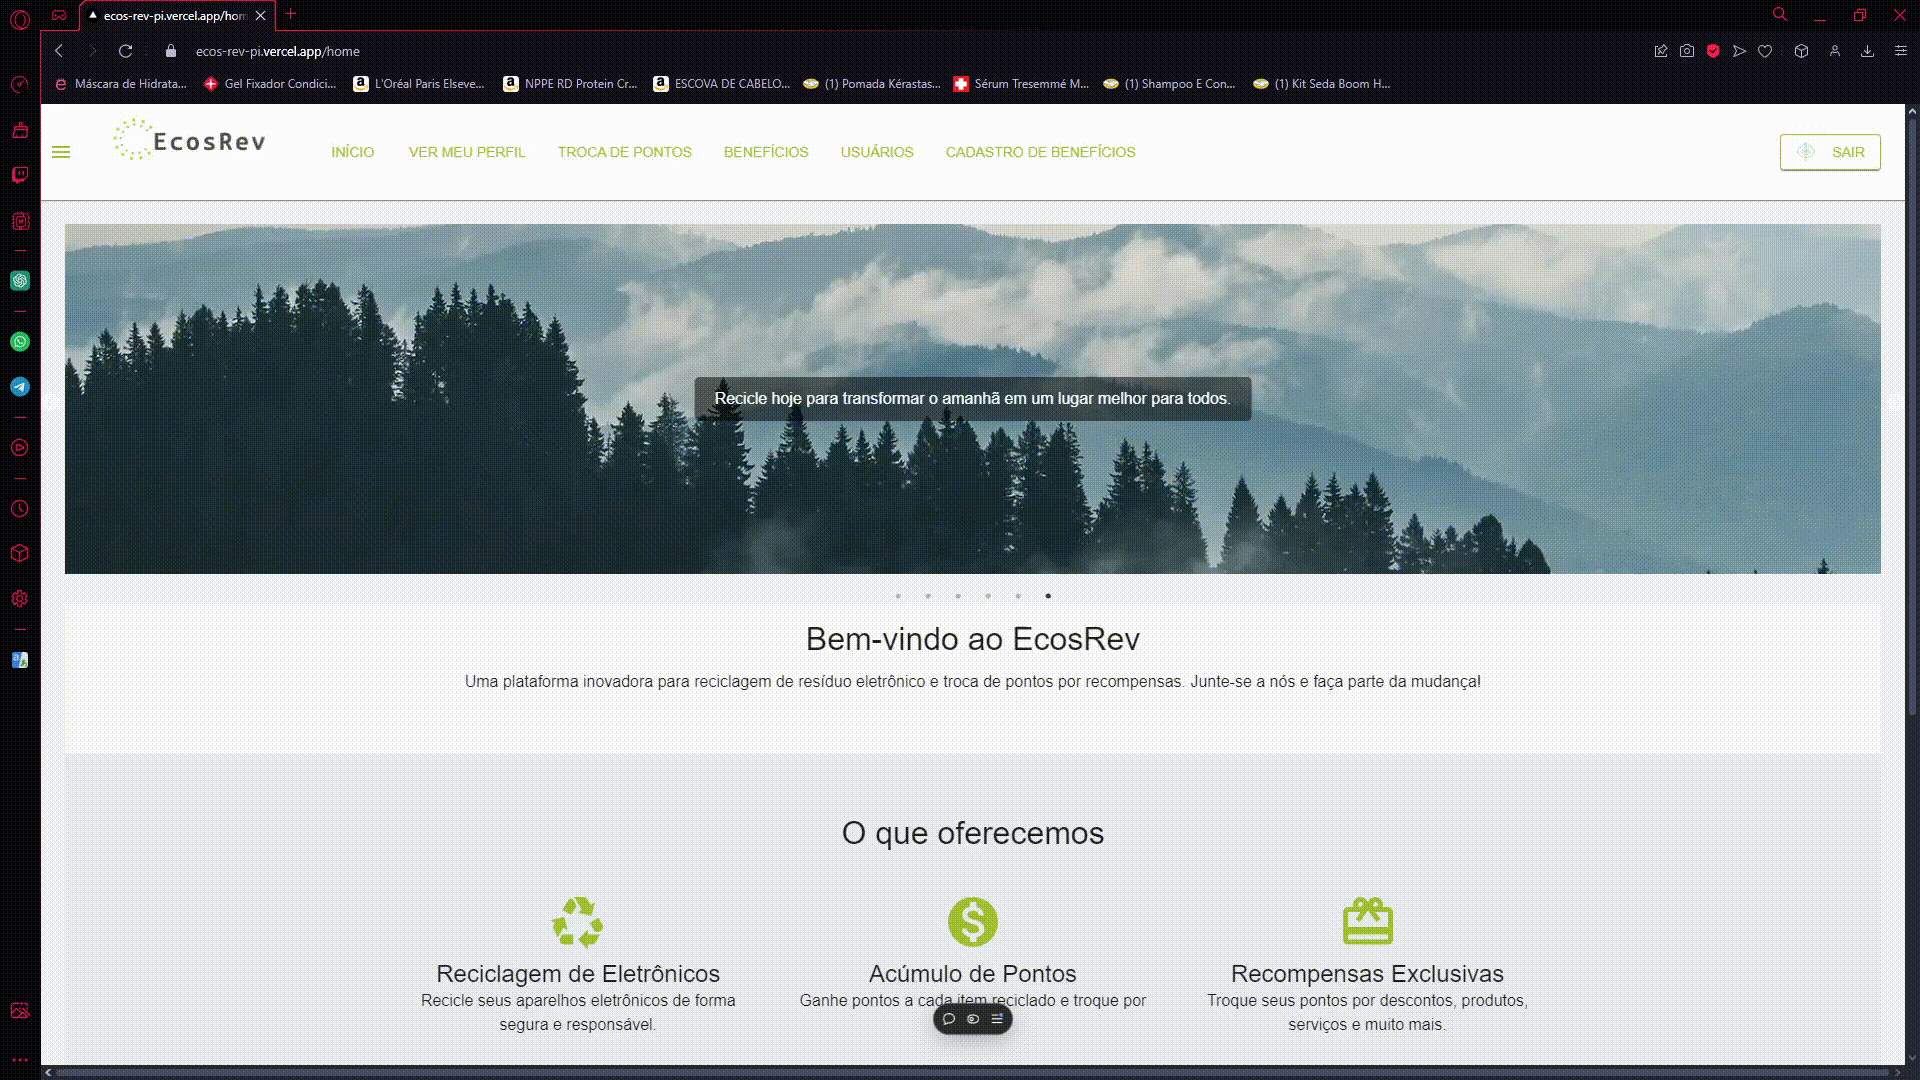 ecos-rev-pi.vercel.app/hom
ecos-rev-pi.vercel.app/home
Máscara de Hidrata...
Gel Fixador Condici...
L'Oréal Paris Elseve...
NPPE RD Protein Cr...
ESCOVA DE CABELO...
(1) Pomada Kérastas...
Sérum Tresemmé M...
(1) Shampoo E Con...
(1) Kit Seda Boom H...
EcosRev
INÍCIO
VER MEU PERFIL
TROCA DE PONTOS
BENEFÍCIOS
USUÁRIOS
CADASTRO DE BENEFÍCIOS
SAIR
Recicle hoje para transformar o amanhã em um lugar melhor para todos.
Bem-vindo ao EcosRev
Uma plataforma inovadora para reciclagem de resíduo eletrônico e troca de pontos por recompensas. Junte-se a nós e faça parte da mudança!
O que oferecemos
Reciclagem de Eletrônicos
Recicle seus aparelhos eletrônicos de forma
segura e responsável.
Acúmulo de Pontos
Ganhe pontos a cada item reciclado e troque por
Recompensas Exclusivas
Troque seus pontos por descontos, produtos,
serviços e muito mais.